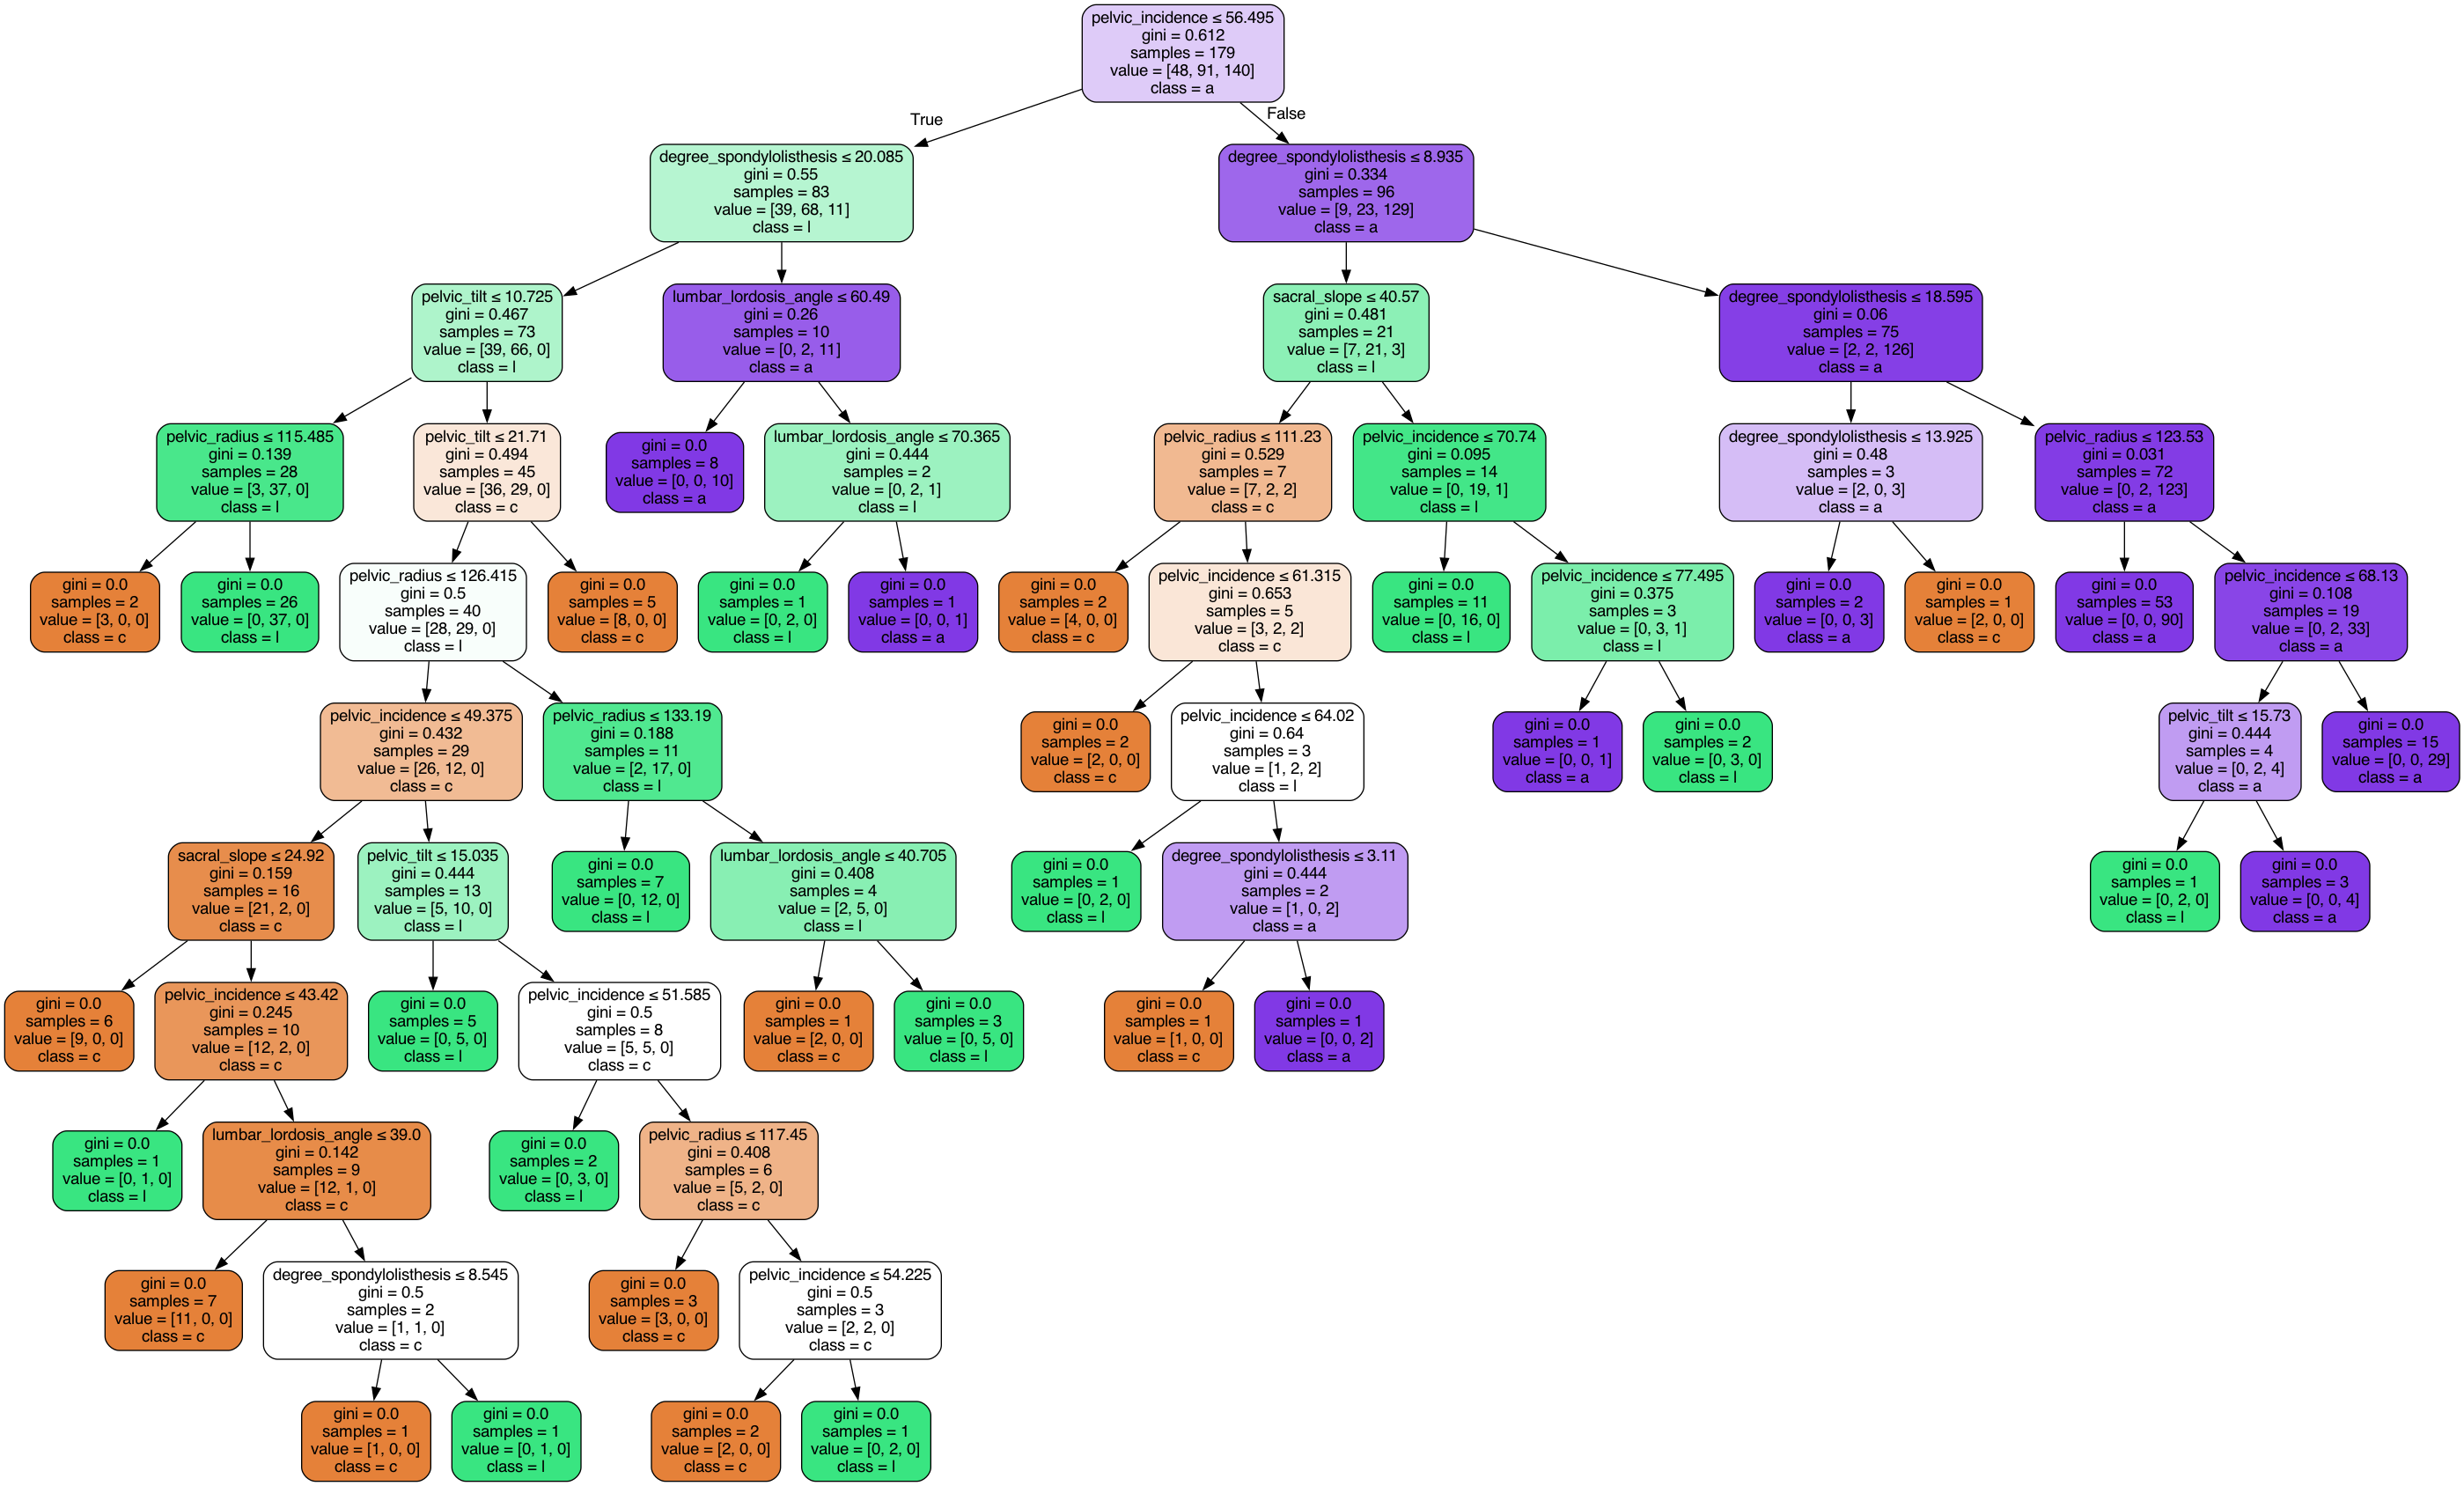 pelvic_incidence ≤ 56.495
gini = 0.612
samples = 179
value = [48, 91, 140]
class = a
True
False
degree_spondylolisthesis ≤ 20.085
gini = 0.55
samples = 83
value = [39, 68, 11]
class = l
degree_spondylolisthesis ≤ 8.935
gini = 0.334
samples = 96
value = [9, 23, 129]
class = a
pelvic_tilt ≤ 10.725
gini = 0.467
samples = 73
value = [39, 66, 0]
class = l
lumbar_lordosis_angle ≤ 60.49
gini = 0.26
samples = 10
value = [0, 2, 11]
class = a
sacral_slope ≤ 40.57
gini = 0.481
samples = 21
value = [7, 21, 3]
class = l
degree_spondylolisthesis ≤ 18.595
gini = 0.06
samples = 75
value = [2, 2, 126]
class = a
pelvic_radius ≤ 115.485
gini = 0.139
samples = 28
value = [3, 37, 0]
class = l
pelvic_tilt ≤ 21.71
gini = 0.494
samples = 45
value = [36, 29, 0]
class = c
gini = 0.0
samples = 8
value = [0, 0, 10]
class = a
lumbar_lordosis_angle ≤ 70.365
gini = 0.444
samples = 2
value = [0, 2, 1]
class = l
pelvic_radius ≤ 111.23
gini = 0.529
samples = 7
value = [7, 2, 2]
class = c
pelvic_incidence ≤ 70.74
gini = 0.095
samples = 14
value = [0, 19, 1]
class = l
degree_spondylolisthesis ≤ 13.925
gini = 0.48
samples = 3
value = [2, 0, 3]
class = a
pelvic_radius ≤ 123.53
gini = 0.031
samples = 72
value = [0, 2, 123]
class = a
gini = 0.0
samples = 2
value = [3, 0, 0]
class = c
gini = 0.0
samples = 26
value = [0, 37, 0]
class = l
pelvic_radius ≤ 126.415
gini = 0.5
samples = 40
value = [28, 29, 0]
class = l
gini = 0.0
samples = 5
value = [8, 0, 0]
class = c
gini = 0.0
samples = 1
value = [0, 2, 0]
class = l
gini = 0.0
samples = 1
value = [0, 0, 1]
class = a
gini = 0.0
samples = 2
value = [4, 0, 0]
class = c
pelvic_incidence ≤ 61.315
gini = 0.653
samples = 5
value = [3, 2, 2]
class = c
gini = 0.0
samples = 11
value = [0, 16, 0]
class = l
pelvic_incidence ≤ 77.495
gini = 0.375
samples = 3
value = [0, 3, 1]
class = l
gini = 0.0
samples = 2
value = [0, 0, 3]
class = a
gini = 0.0
samples = 1
value = [2, 0, 0]
class = c
gini = 0.0
samples = 53
value = [0, 0, 90]
class = a
pelvic_incidence ≤ 68.13
gini = 0.108
samples = 19
value = [0, 2, 33]
class = a
pelvic_incidence ≤ 49.375
gini = 0.432
samples = 29
value = [26, 12, 0]
class = c
pelvic_radius ≤ 133.19
gini = 0.188
samples = 11
value = [2, 17, 0]
class = l
gini = 0.0
samples = 2
value = [2, 0, 0]
class = c
pelvic_incidence ≤ 64.02
gini = 0.64
samples = 3
value = [1, 2, 2]
class = l
gini = 0.0
samples = 1
value = [0, 0, 1]
class = a
gini = 0.0
samples = 2
value = [0, 3, 0]
class = l
pelvic_tilt ≤ 15.73
gini = 0.444
samples = 4
value = [0, 2, 4]
class = a
gini = 0.0
samples = 15
value = [0, 0, 29]
class = a
sacral_slope ≤ 24.92
gini = 0.159
samples = 16
value = [21, 2, 0]
class = c
pelvic_tilt ≤ 15.035
gini = 0.444
samples = 13
value = [5, 10, 0]
class = l
gini = 0.0
samples = 7
value = [0, 12, 0]
class = l
lumbar_lordosis_angle ≤ 40.705
gini = 0.408
samples = 4
value = [2, 5, 0]
class = l
gini = 0.0
samples = 1
value = [0, 2, 0]
class = l
degree_spondylolisthesis ≤ 3.11
gini = 0.444
samples = 2
value = [1, 0, 2]
class = a
gini = 0.0
samples = 1
value = [0, 2, 0]
class = l
gini = 0.0
samples = 3
value = [0, 0, 4]
class = a
gini = 0.0
samples = 6
value = [9, 0, 0]
class = c
pelvic_incidence ≤ 43.42
gini = 0.245
samples = 10
value = [12, 2, 0]
class = c
gini = 0.0
samples = 5
value = [0, 5, 0]
class = l
pelvic_incidence ≤ 51.585
gini = 0.5
samples = 8
value = [5, 5, 0]
class = c
gini = 0.0
samples = 1
value = [2, 0, 0]
class = c
gini = 0.0
samples = 3
value = [0, 5, 0]
class = l
gini = 0.0
samples = 1
value = [1, 0, 0]
class = c
gini = 0.0
samples = 1
value = [0, 0, 2]
class = a
gini = 0.0
samples = 1
value = [0, 1, 0]
class = l
lumbar_lordosis_angle ≤ 39.0
gini = 0.142
samples = 9
value = [12, 1, 0]
class = c
gini = 0.0
samples = 2
value = [0, 3, 0]
class = l
pelvic_radius ≤ 117.45
gini = 0.408
samples = 6
value = [5, 2, 0]
class = c
gini = 0.0
samples = 7
value = [11, 0, 0]
class = c
degree_spondylolisthesis ≤ 8.545
gini = 0.5
samples = 2
value = [1, 1, 0]
class = c
gini = 0.0
samples = 3
value = [3, 0, 0]
class = c
pelvic_incidence ≤ 54.225
gini = 0.5
samples = 3
value = [2, 2, 0]
class = c
gini = 0.0
samples = 1
value = [1, 0, 0]
class = c
gini = 0.0
samples = 1
value = [0, 1, 0]
class = l
gini = 0.0
samples = 2
value = [2, 0, 0]
class = c
gini = 0.0
samples = 1
value = [0, 2, 0]
class = l